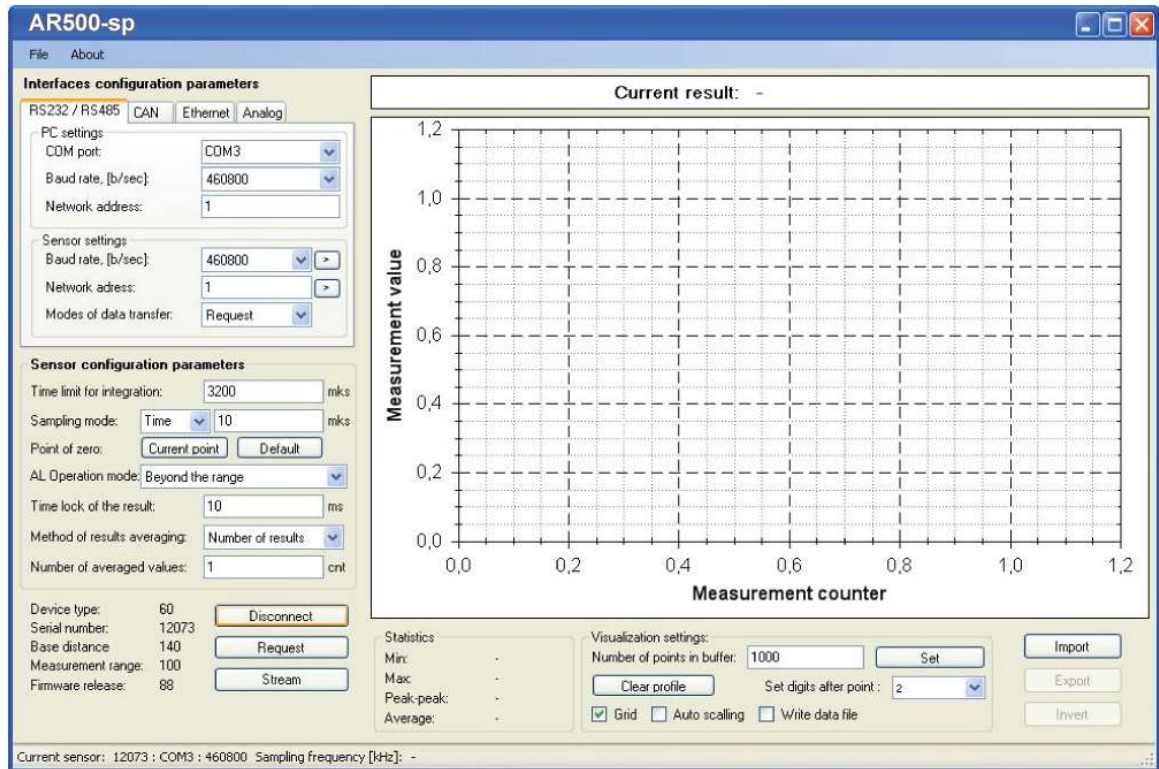 AR500-sp
File About
Interfaces configuration parameters
RS232 / RS485 CAN Ethernet Analog
PC settings
COM port: COM3
Baud rate, [b/sec]: 460800
Network address: 1
Sensor settings
Baud rate, [b/sec]: 460800 >
Network adress: 1 >
Modes of data transfer: Request
Sensor configuration parameters
Time limit for integration: 3200 mks
Sampling mode: Time 10 mks
Point of zero: Current point Default
AL Operation mode: Beyond the range
Time lock of the result: 10 ms
Method of results averaging: Number of results
Number of averaged values: 1 cnt
Device type: 60
Serial number: 12073
Base distance 140
Measurement range: 100
Firmware release: 88
Disconnect
Request
Stream
Current result: -
Measurement value
1,2
1,0
0,8
0,6
0,4
0,2
0,0
0,0 0,2 0,4 0,6 0,8 1,0 1,2
Measurement counter
Statistics
Min: -
Max: -
Peak-peak: -
Average: -
Visualization settings:
Number of points in buffer: 1000 Set
Clear profile Set digits after point : 2
Grid Auto scalling Write data file
Import
Export
Invert
Current sensor: 12073 : COM3 : 460800 Sampling frequency [kHz]: -